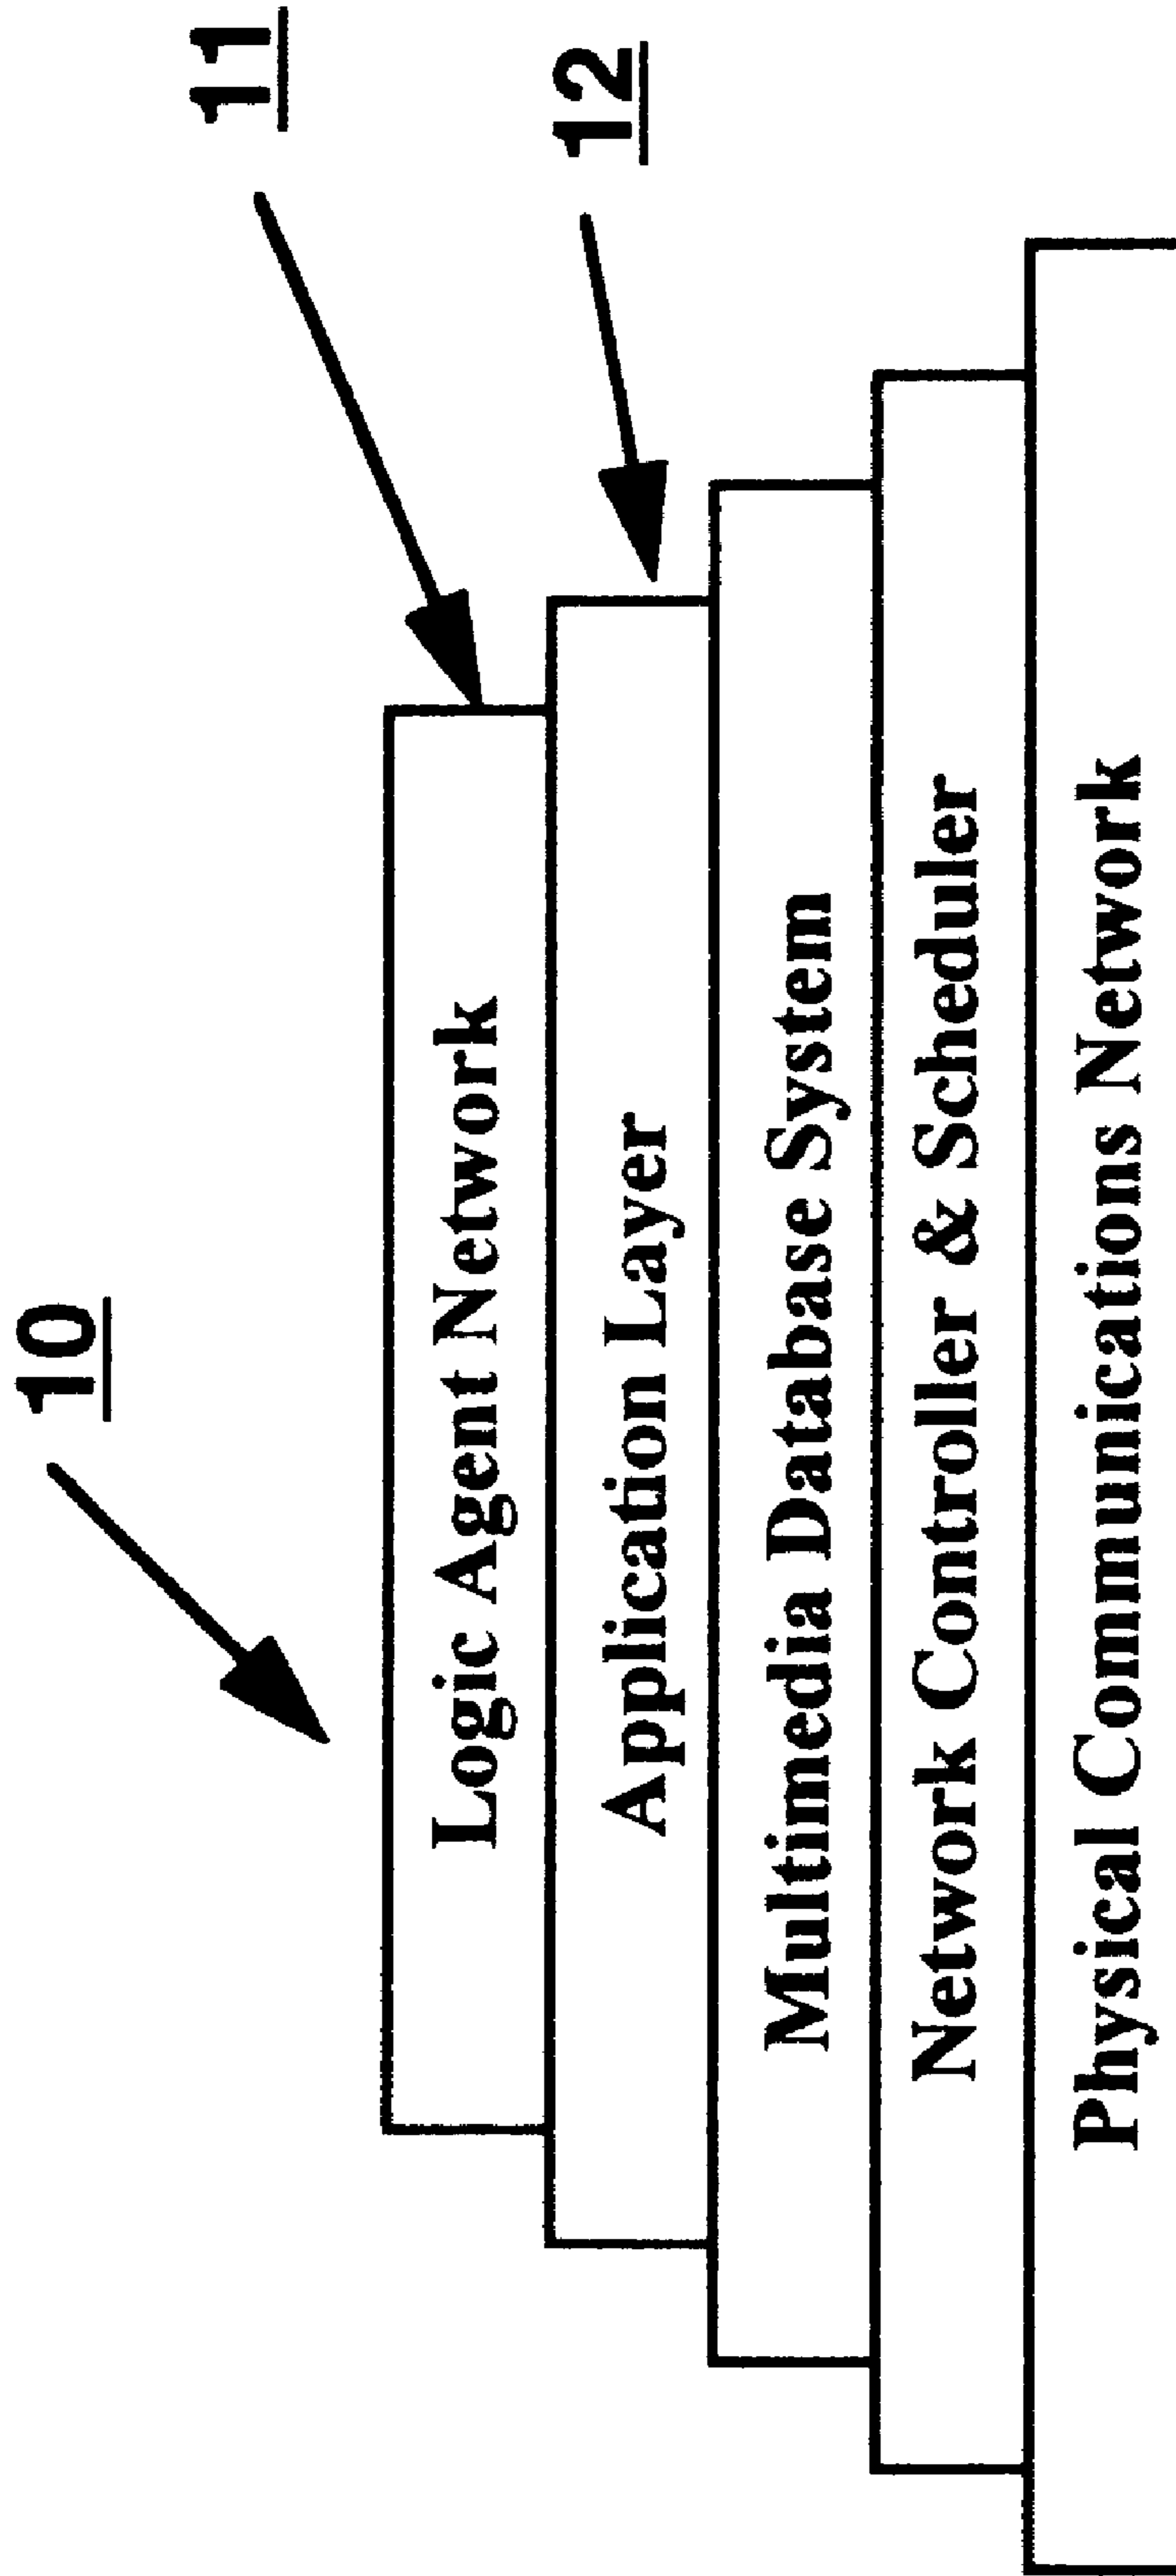 10
11
Logic Agent Network
12
Application Layer
Multimedia Database System
Network Controller & Scheduler
Physical Communications Network